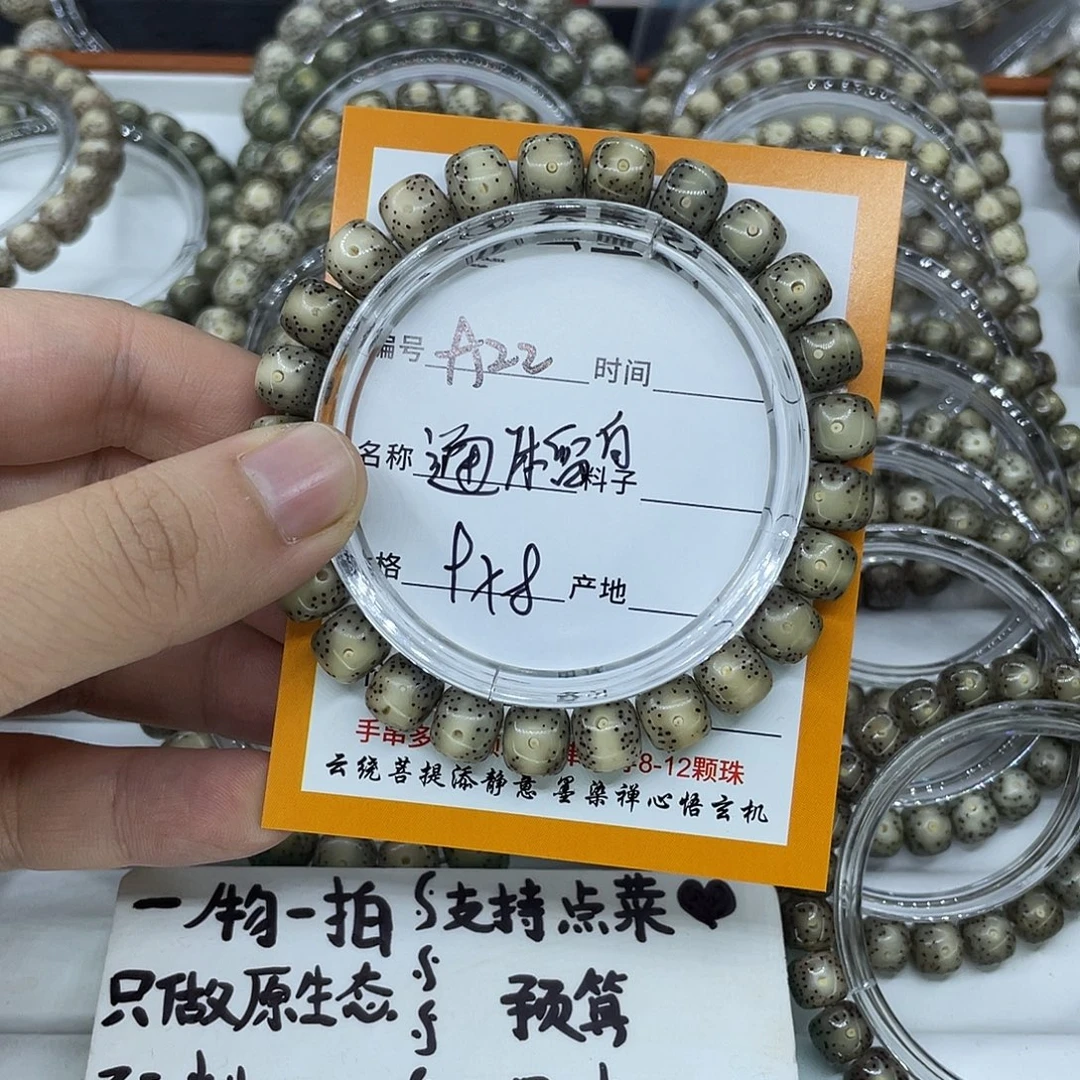 编号 A22 时间
名称 通体留白 料子
格 9x8 产地
手串多 8-12颗珠
云绕菩提添静意 墨染禅心悟玄机
一物一拍 支持点菜
只做原生态 预算